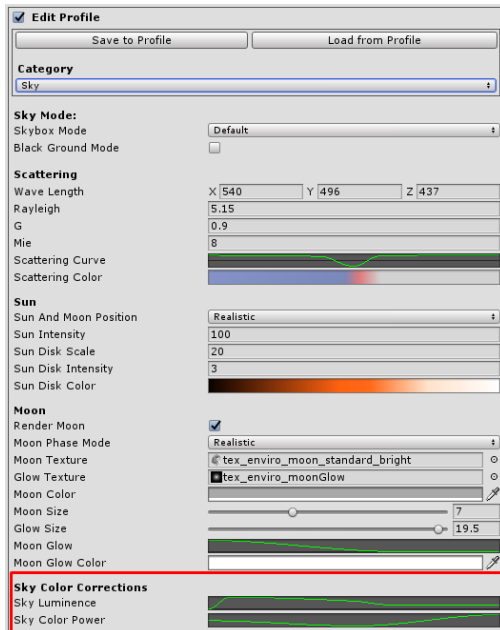 Edit Profile
Save to Profile Load from Profile
Category
Sky
Sky Mode:
Skybox Mode Default
Black Ground Mode
Scattering
Wave Length X 540 Y 496 Z 437
Rayleigh 5.15
G 0.9
Mie 8
Scattering Curve
Scattering Color
Sun
Sun And Moon Position Realistic
Sun Intensity 100
Sun Disk Scale 20
Sun Disk Intensity 3
Sun Disk Color
Moon
Render Moon
Moon Phase Mode Realistic
Moon Texture tex_enviro_moon_standard_bright
Glow Texture tex_enviro_moonGlow
Moon Color
Moon Size 7
Glow Size 19.5
Moon Glow
Moon Glow Color
Sky Color Corrections
Sky Luminence
Sky Color Power